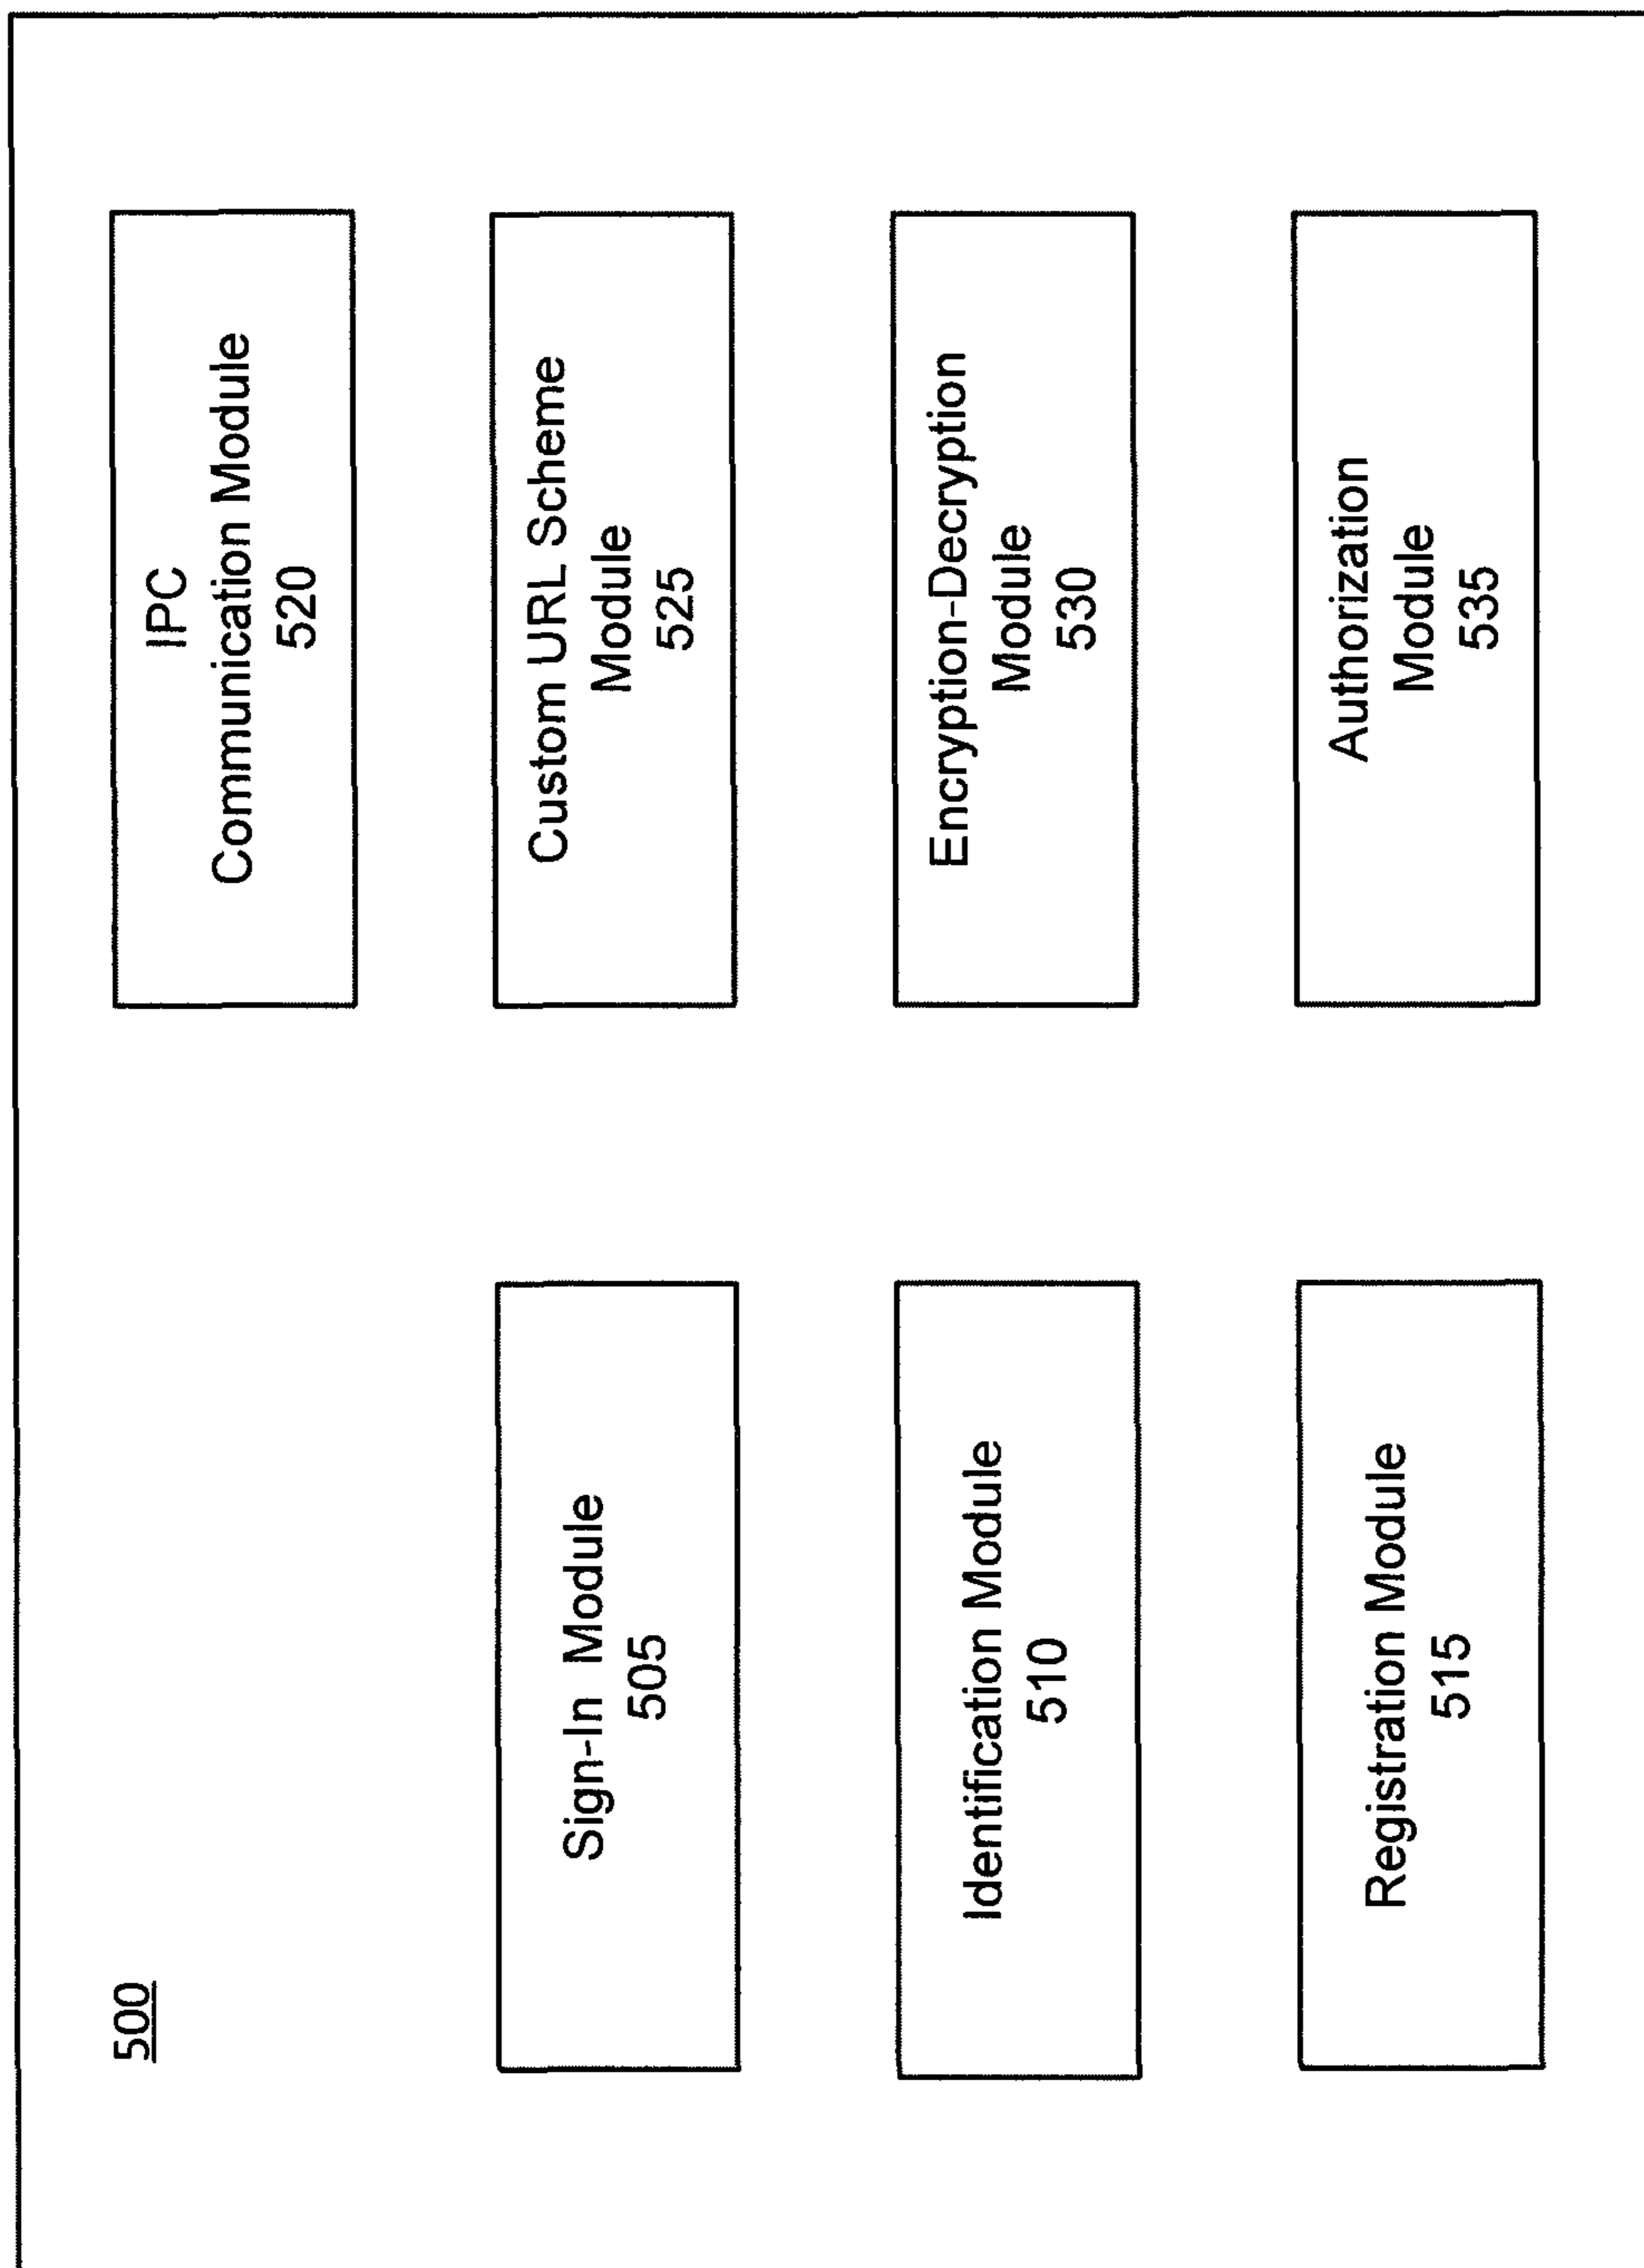 500
Sign-In Module
505
Identification Module
510
Registration Module
515
IPC
Communication Module
520
Custom URL Scheme
Module
525
Encryption-Decryption
Module
530
Authorization
Module
535